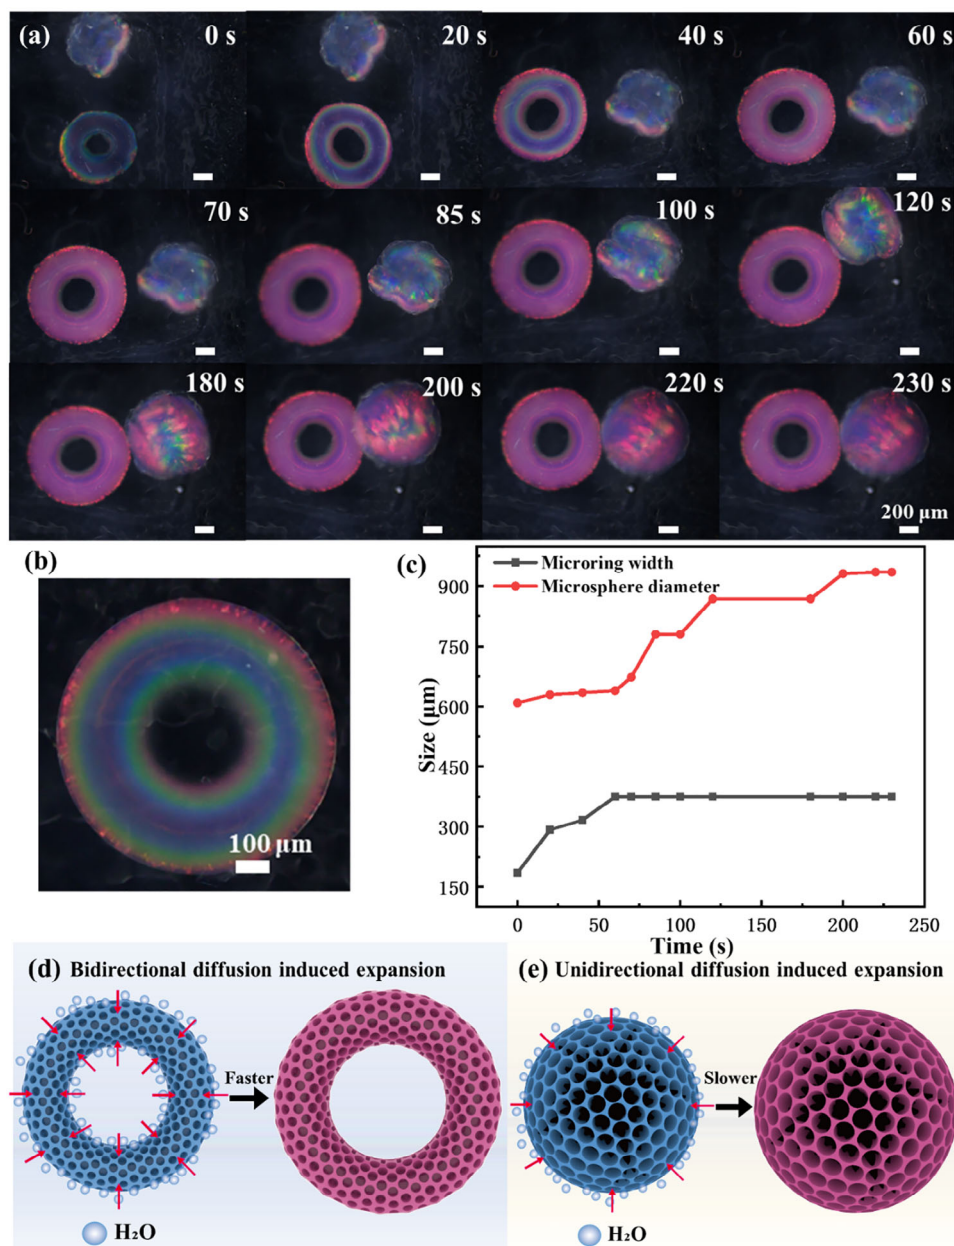 (a)
0 s
20 s
40 s
60 s
70 s
85 s
100 s
120 s
180 s
200 s
220 s
230 s
200 μm
(b)
100 μm
(c)
Microring width
Microsphere diameter
Size (μm)
900
750
600
450
300
150
0
50
100
150
200
250
Time (s)
(d) Bidirectional diffusion induced expansion
Faster
H₂O
(e) Unidirectional diffusion induced expansion
Slower
H₂O